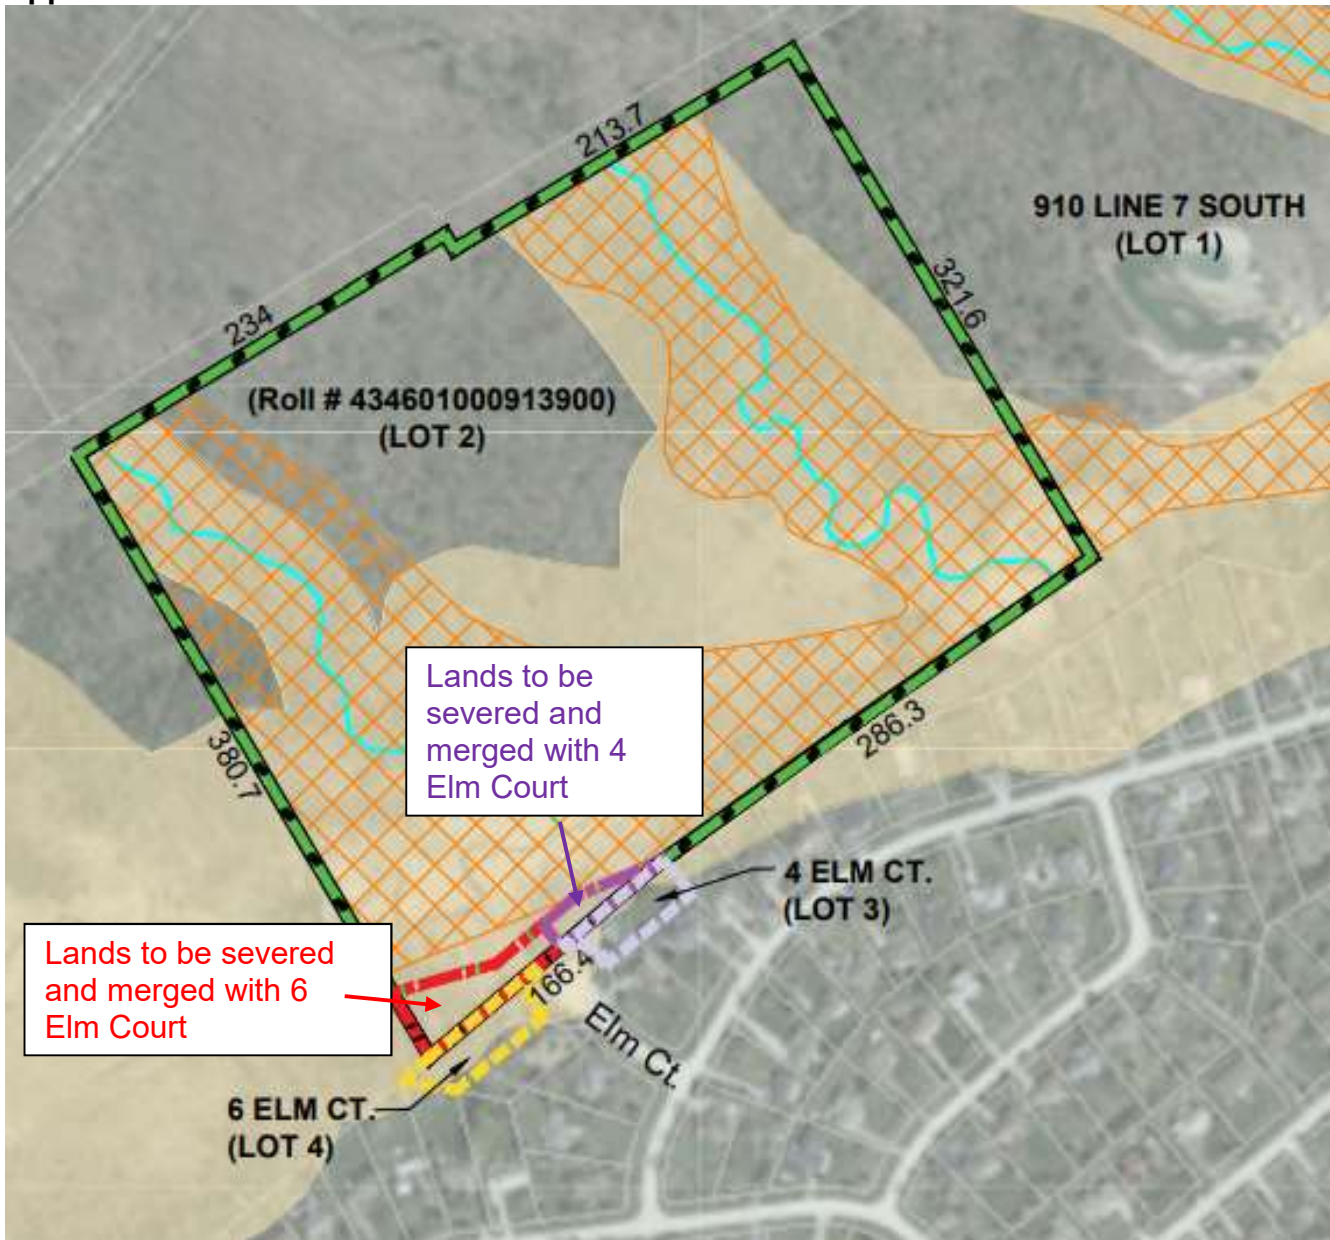 213.7
910 LINE 7 SOUTH
(LOT 1)
321.6
234
(Roll # 434601000913900)
(LOT 2)
Lands to be
severed and
merged with 4
Elm Court
286.3
380.7
4 ELM CT.
(LOT 3)
Lands to be severed
and merged with 6
Elm Court
166.4
Elm Ct.
6 ELM CT.
(LOT 4)